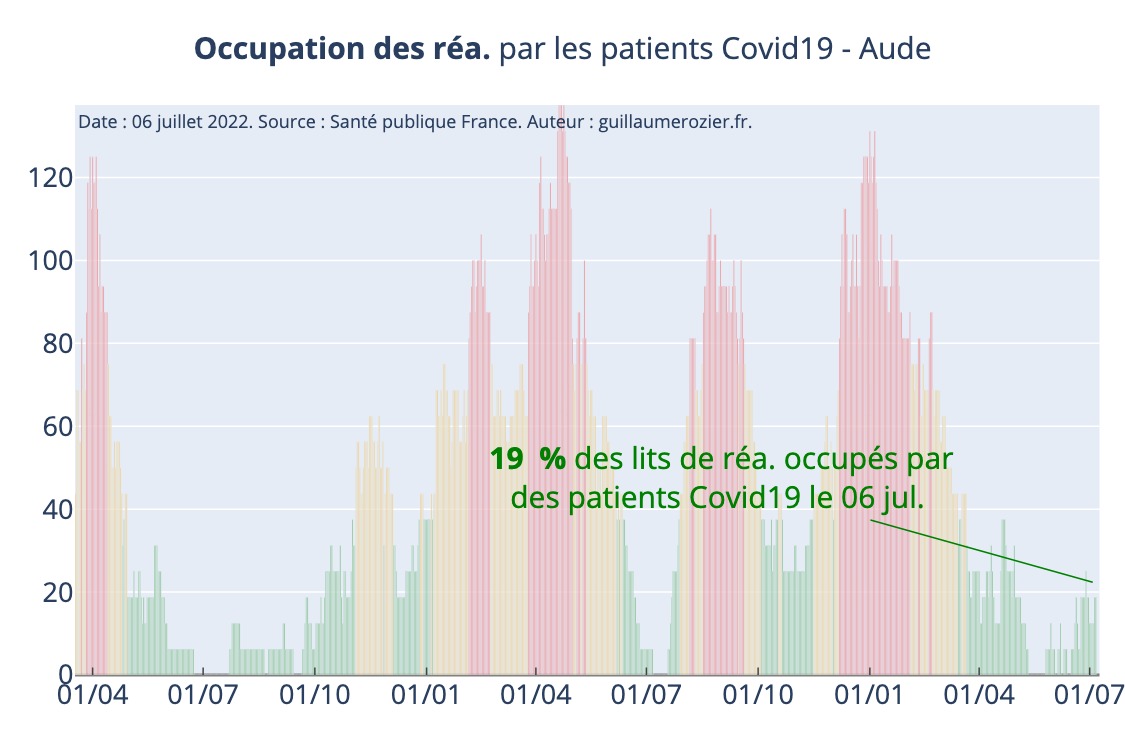 Occupation des réa. par les patients Covid19 - Aude
Date : 06 juillet 2022. Source : Santé publique France. Auteur : guillaumerozier.fr.
120
100
80
60
40
20
0
19 % des lits de réa. occupés par
des patients Covid19 le 06 jul.
01/04 01/07 01/10 01/01 01/04 01/07 01/10 01/01 01/04 01/07